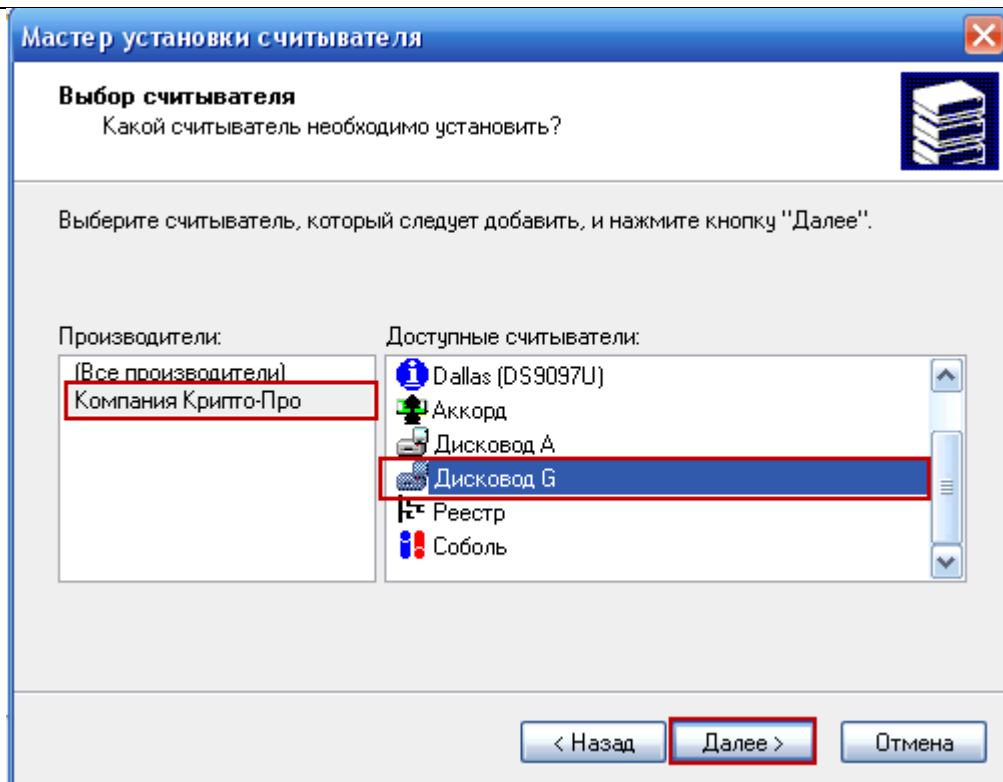 Мастер установки считывателя
Выбор считывателя
Какой считыватель необходимо установить?
Выберите считыватель, который следует добавить, и нажмите кнопку "Далее".
Производители:
(Все производители)
Компания Крипто-Про
Доступные считыватели:
Dallas (DS9097U)
Аккорд
Дисковод A
Дисковод G
Реестр
Соболь
< Назад
Далее >
Отмена